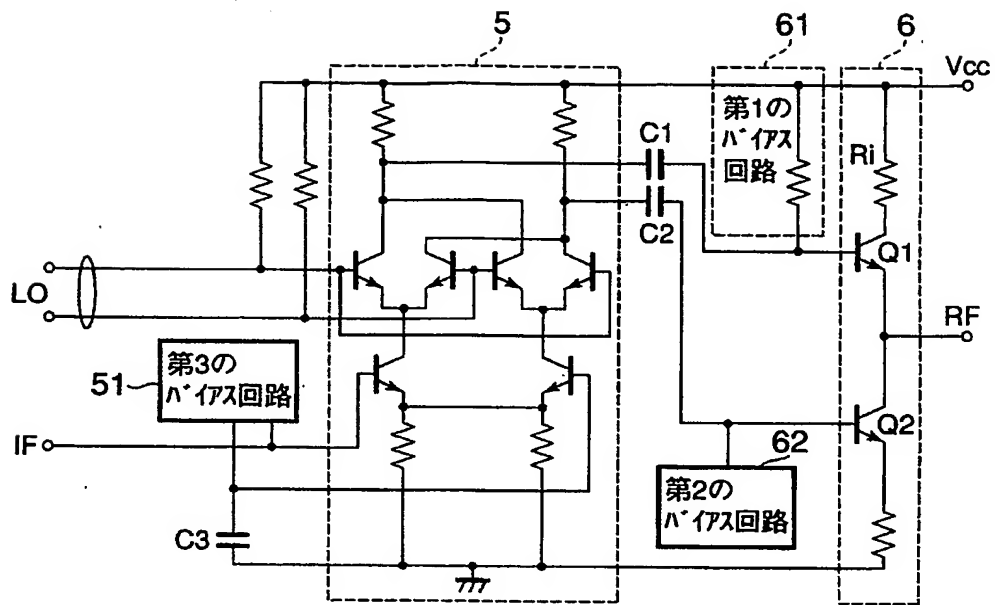 5
61
6
Vcc
第1の
バイアス
回路
C1
C2
Ri
Q1
LO
RF
第3の
バイアス回路
51
IF
Q2
62
第2の
バイアス回路
C3